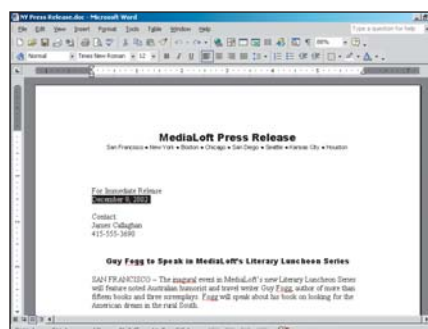 NY Press Release.doc - Microsoft Word
File Edit View Insert Format Tools Table Window Help Type a question for help
Normal Times New Roman 12 B I U
MediaLoft Press Release
San Francisco • New York • Boston • Chicago • San Diego • Seattle • Kansas City • Houston
For Immediate Release
December 9, 2002
Contact:
James Callaghan
415-555-3690
Guy Fogg to Speak in MediaLoft's Literary Luncheon Series
SAN FRANCISCO – The inagural event in MediaLoft's new Literary Luncheon Series
will feature noted Australian humorist and travel writer Guy Fogg, author of more than
fifteen books and three screenplays. Fogg will speak about his book on looking for the
American dream in the rural South.